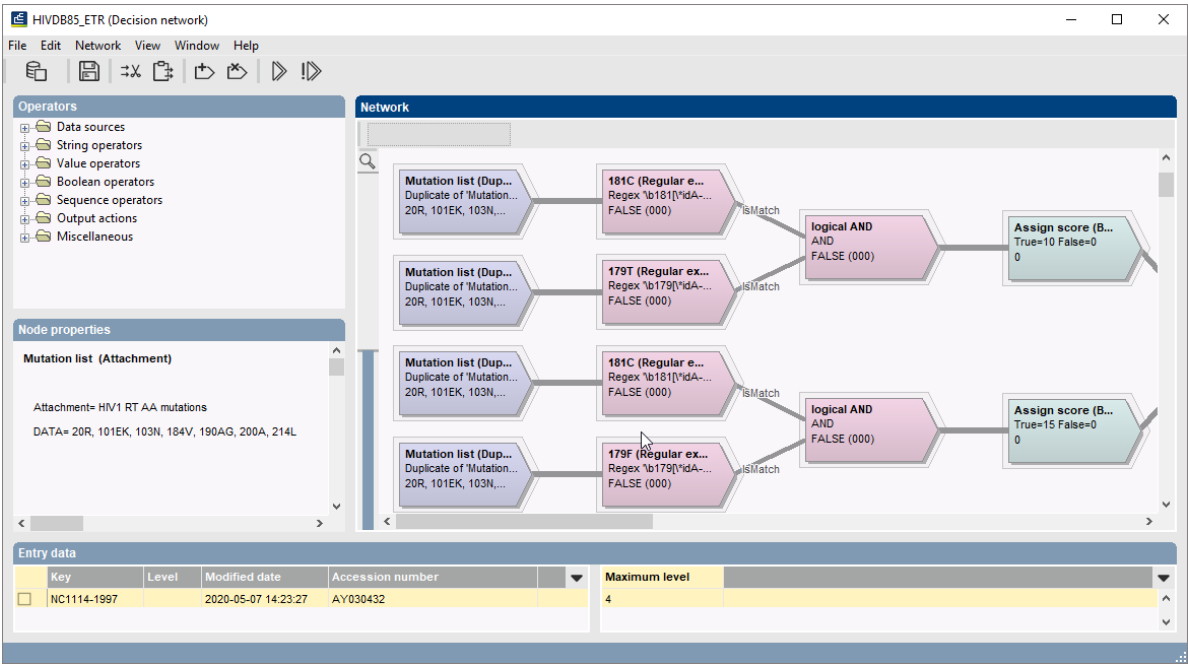 HIVDB85_ETR (Decision network)
File Edit Network View Window Help
Operators
Data sources
String operators
Value operators
Boolean operators
Sequence operators
Output actions
Miscellaneous
Node properties
Mutation list (Attachment)
Attachment= HIV1 RT AA mutations
DATA= 20R, 101EK, 103N, 184V, 190AG, 200A, 214L
Network
Mutation list (Dup...
Duplicate of 'Mutation...
20R, 101EK, 103N,...
181C (Regular e...
Regex '\b181[\*idA-...
FALSE (000)
IsMatch
logical AND
AND
FALSE (000)
Assign score (B...
True=10 False=0
0
Mutation list (Dup...
Duplicate of 'Mutation...
20R, 101EK, 103N,...
179T (Regular ex...
Regex '\b179[\*idA-...
FALSE (000)
IsMatch
Mutation list (Dup...
Duplicate of 'Mutation...
20R, 101EK, 103N,...
181C (Regular e...
Regex '\b181[\*idA-...
FALSE (000)
IsMatch
logical AND
AND
FALSE (000)
Assign score (B...
True=15 False=0
0
Mutation list (Dup...
Duplicate of 'Mutation...
20R, 101EK, 103N,...
179F (Regular ex...
Regex '\b179[\*idA-...
FALSE (000)
IsMatch
Entry data
Key Level Modified date Accession number Maximum level
NC1114-1997 2020-05-07 14:23:27 AY030432 4